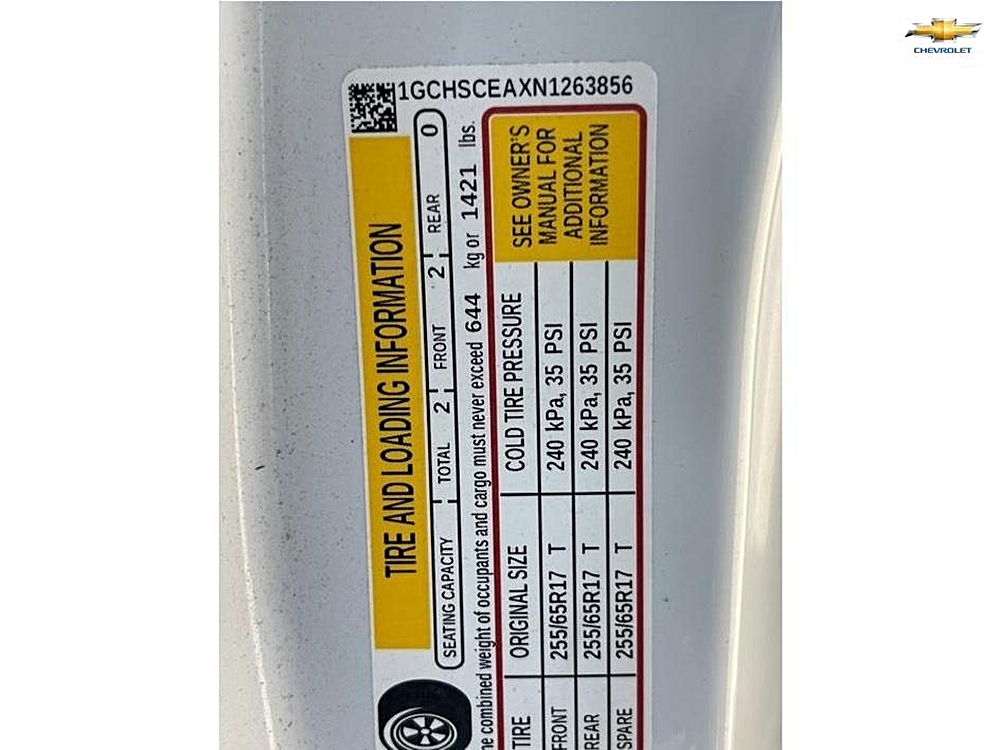 1GCHSCEAXN1263856
TIRE AND LOADING INFORMATION
SEATING CAPACITY TOTAL 2 FRONT 2 REAR 0
combined weight of occupants and cargo must never exceed 644 kg or 1421 lbs.
TIRE ORIGINAL SIZE COLD TIRE PRESSURE
FRONT 255/65R17 T 240 kPa, 35 PSI
REAR 255/65R17 T 240 kPa, 35 PSI
SPARE 255/65R17 T 240 kPa, 35 PSI
SEE OWNER'S
MANUAL FOR
ADDITIONAL
INFORMATION
CHEVROLET